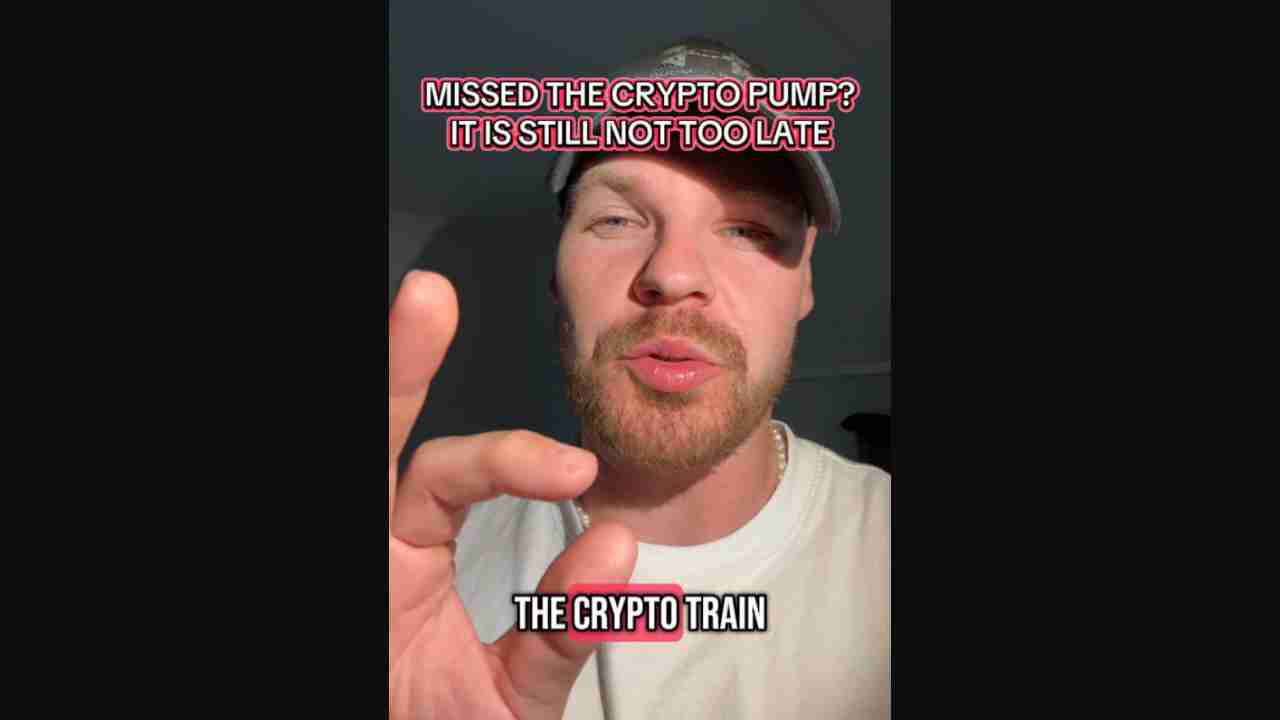 MISSED THE CRYPTO PUMP?
IT IS STILL NOT TOO LATE
THE CRYPTO TRAIN